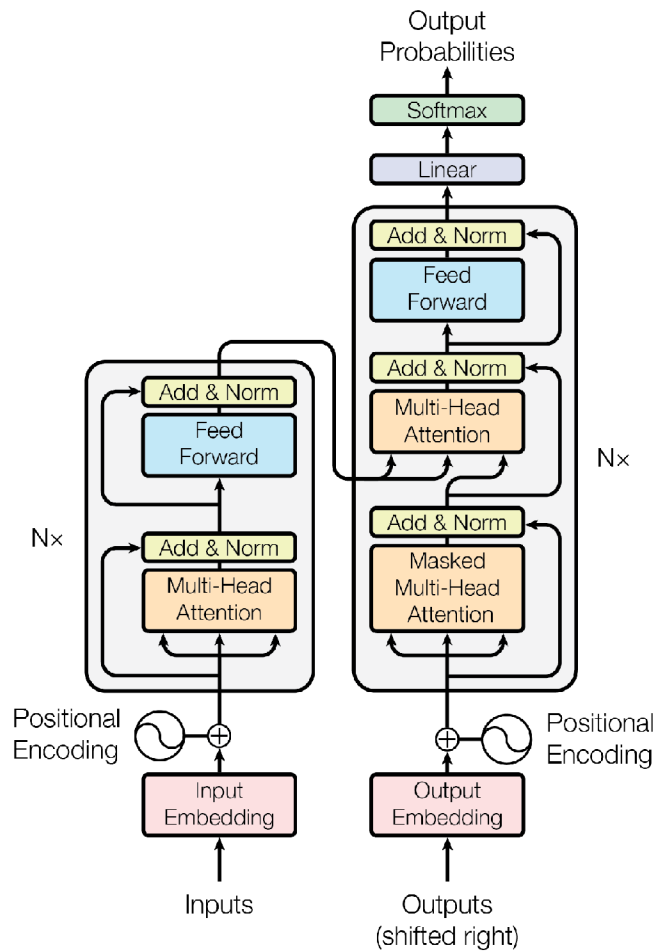 Output
Probabilities
Softmax
Linear
Add & Norm
Feed
Forward
Add & Norm
Multi-Head
Attention
Add & Norm
Masked
Multi-Head
Attention
N×
Add & Norm
Feed
Forward
Add & Norm
Multi-Head
Attention
N×
Positional
Encoding
Positional
Encoding
Input
Embedding
Output
Embedding
Inputs
Outputs
(shifted right)